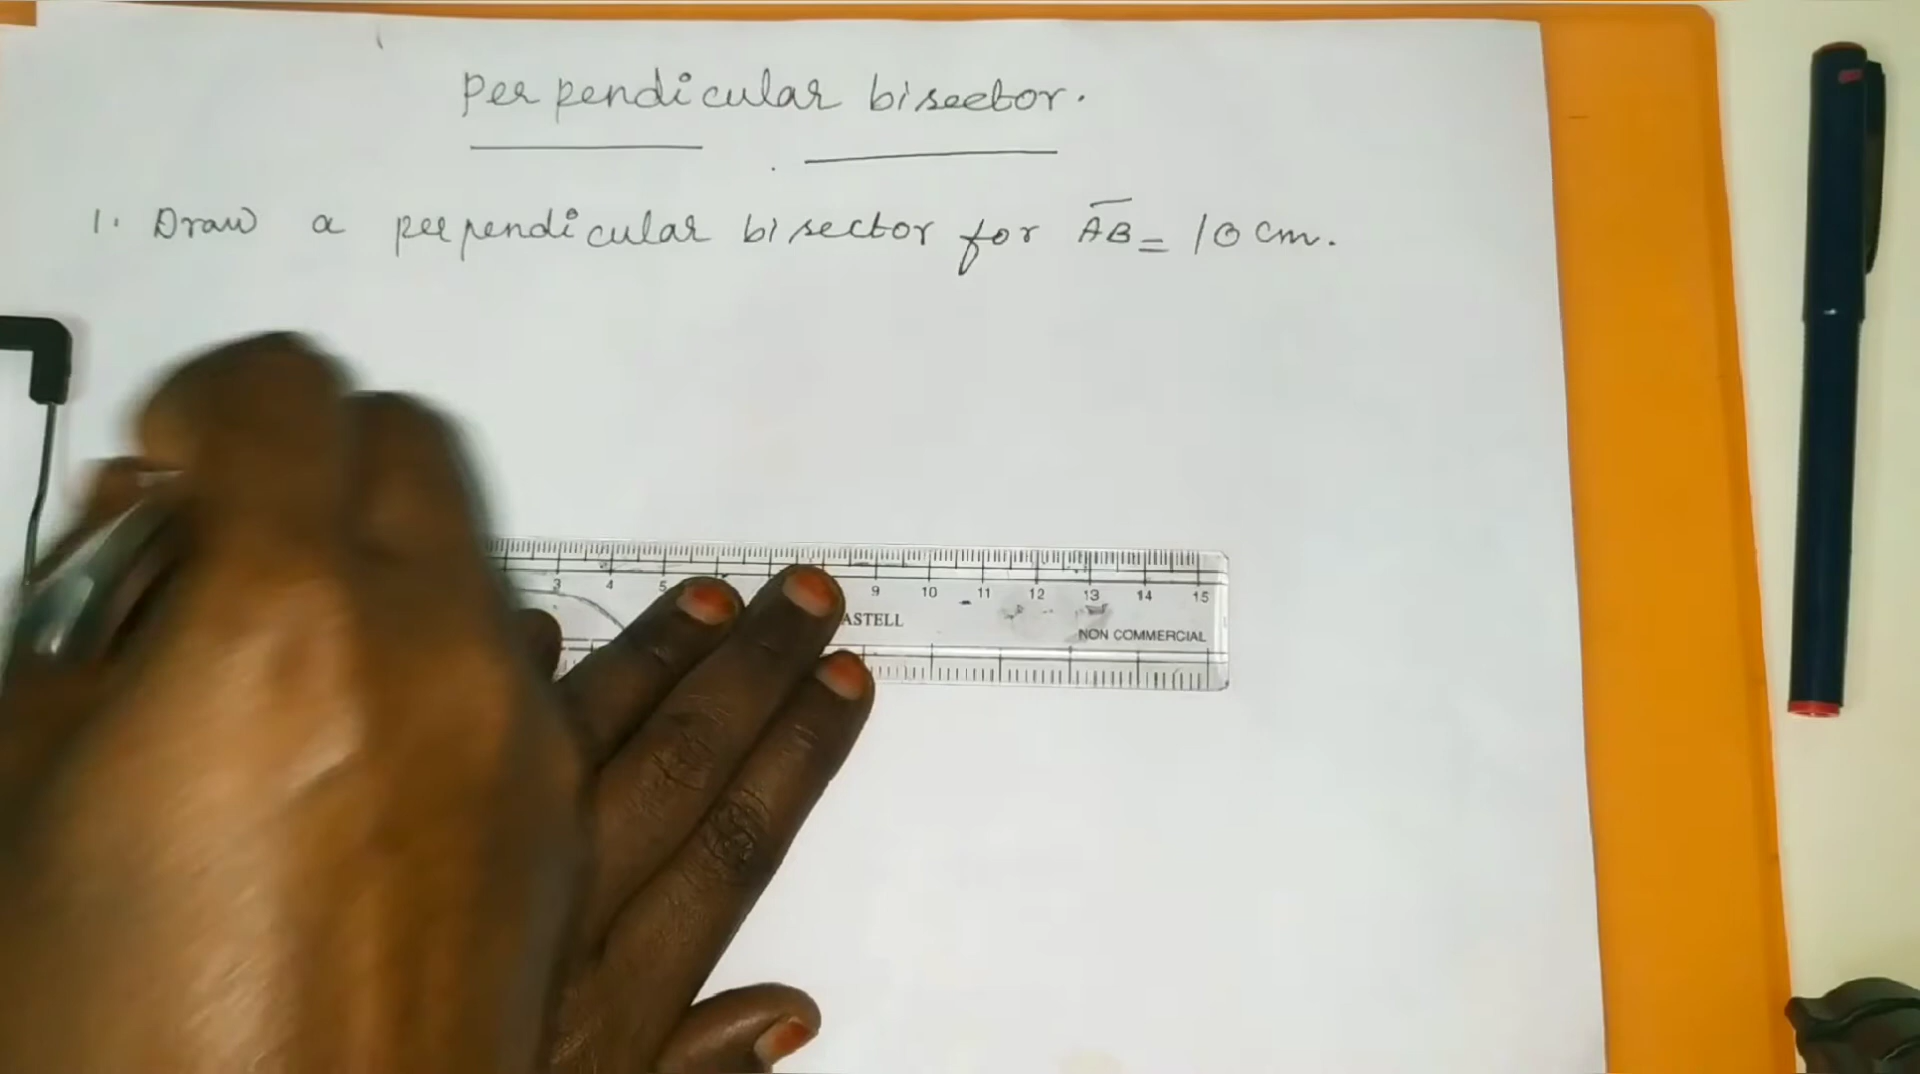 Perpendicular bisector.
1. Draw a perpendicular bisector for A̅B̅ = 10 cm.
3 4 5 9 10 11 12 13 14 15
ASTELL
NON COMMERCIAL